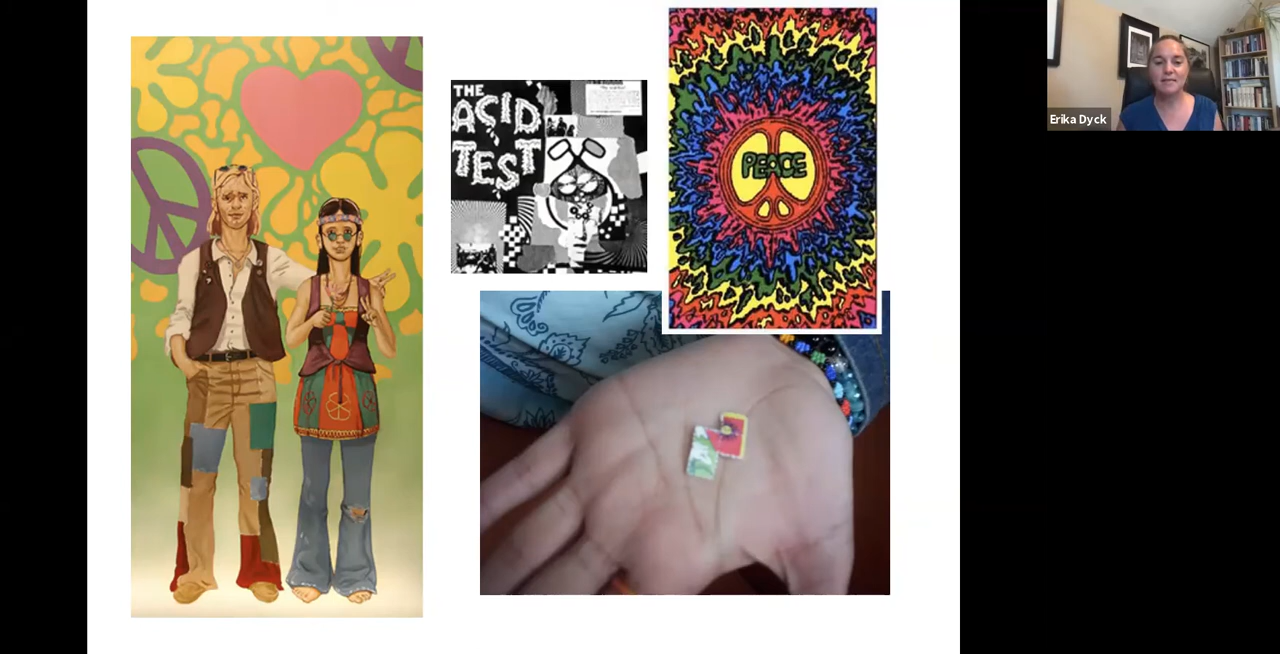 THE
ACID
TEST
PEACE
Erika Dyck